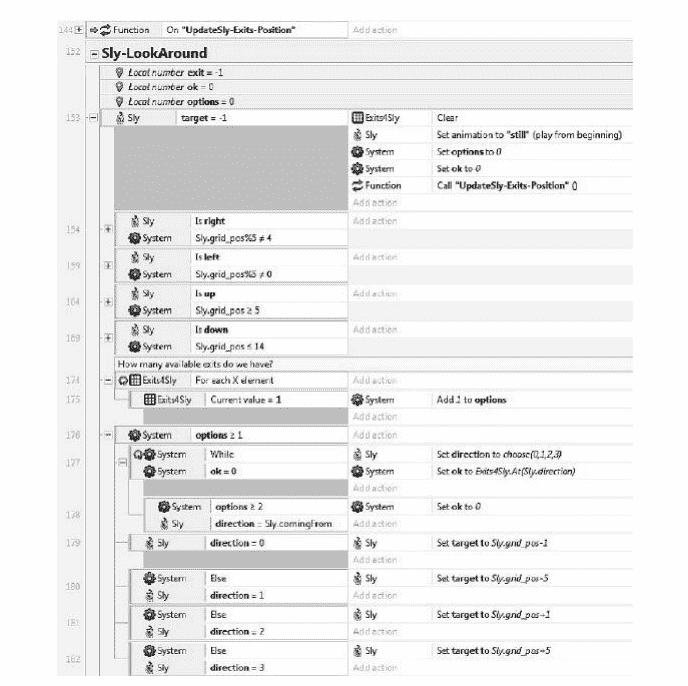 144 Function On "UpdateSly-Exits-Position" Add action
152 Sly-LookAround
Local number exit = -1
Local number ok = 0
Local number options = 0
153 Sly target = -1 Exits4Sly Clear
Sly Set animation to "still" (play from beginning)
System Set options to 0
System Set ok to 0
Function Call "UpdateSly-Exits-Position" ()
Add action
154 Sly Is right Add action
System Sly.grid_pos%5 ≠ 4
159 Sly Is left Add action
System Sly.grid_pos%5 ≠ 0
164 Sly Is up Add action
System Sly.grid_pos ≥ 5
169 Sly Is down Add action
System Sly.grid_pos ≤ 14
How many available exits do we have?
174 Exits4Sly For each X element Add action
175 Exits4Sly Current value = 1 System Add 1 to options
Add action
176 System options ≥ 1 Add action
177 System While Sly Set direction to choose(0,1,2,3)
System ok = 0 System Set ok to Exits4Sly.At(Sly.direction)
Add action
178 System options ≥ 2 System Set ok to 0
Sly direction = Sly.comingFrom Add action
179 Sly direction = 0 Sly Set target to Sly.grid_pos-1
Add action
180 System Else Sly Set target to Sly.grid_pos-5
Sly direction = 1 Add action
181 System Else Sly Set target to Sly.grid_pos+1
Sly direction = 2 Add action
182 System Else Sly Set target to Sly.grid_pos+5
Sly direction = 3 Add action